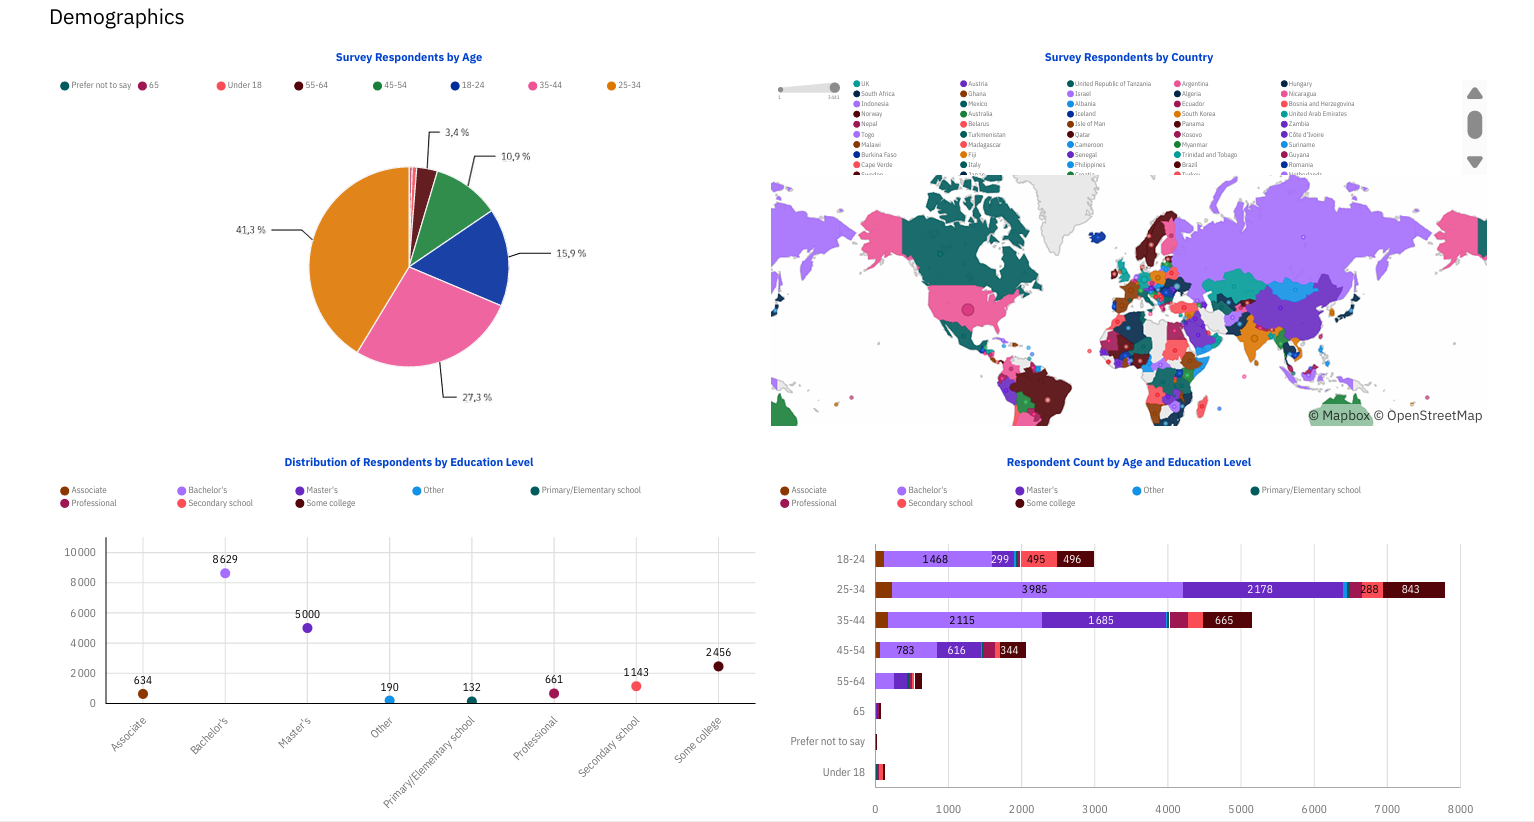 Demographics
Survey Respondents by Age
Prefer not to say 65 Under 18 55-64 45-54 18-24 35-44 25-34
3,4 %
10,9 %
41,3 %
15,9 %
27,3 %
Survey Respondents by Country
1
UK Austria United Republic of Tanzania Argentina Hungary
South Africa Ghana Israel Algeria Nicaragua
Indonesia Mexico Albania Ecuador Bosnia and Herzegovina
Norway Australia Iceland South Korea United Arab Emirates
Nepal Belarus Isle of Man Panama Zambia
Togo Turkmenistan Qatar Kosovo Côte d'Ivoire
Malawi Madagascar Cameroon Myanmar Suriname
Burkina Faso Fiji Senegal Trinidad and Tobago Guyana
Cape Verde Italy Philippines Brazil Romania
© Mapbox © OpenStreetMap
Distribution of Respondents by Education Level
Associate Bachelor's Master's Other Primary/Elementary school
Professional Secondary school Some college
10 000
8 000
6 000
4 000
2 000
0
634
8 629
5 000
190
132
661
1 143
2 456
Associate
Bachelor's
Master's
Other
Primary/Elementary school
Professional
Secondary school
Some college
Respondent Count by Age and Education Level
Associate Bachelor's Master's Other Primary/Elementary school
Professional Secondary school Some college
18-24 1 468 299 495 496
25-34 3 985 2 178 288 843
35-44 2 115 1 685 665
45-54 783 616 344
55-64
65
Prefer not to say
Under 18
0 1 000 2 000 3 000 4 000 5 000 6 000 7 000 8 000